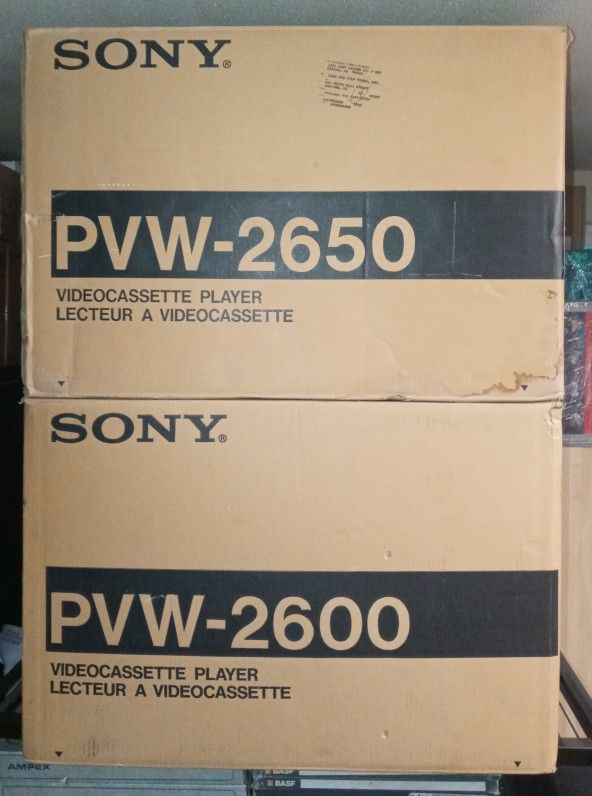 SONY®
PVW-2650
VIDEOCASSETTE PLAYER
LECTEUR A VIDEOCASSETTE
SONY®
PVW-2600
VIDEOCASSETTE PLAYER
LECTEUR A VIDEOCASSETTE
AMPEX
BASF
BASF